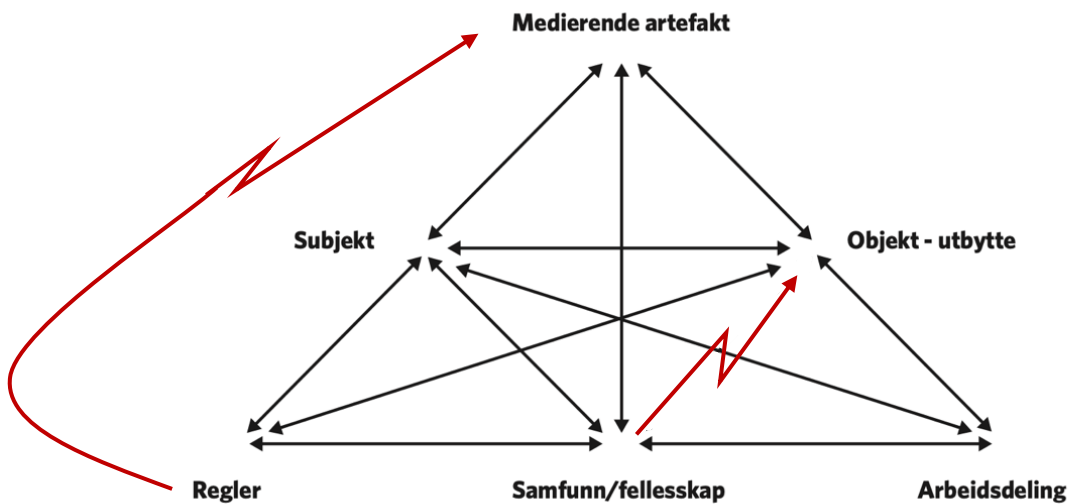 Medierende artefakt
Subjekt
Objekt - utbytte
Regler
Samfunn/fellesskap
Arbeidsdeling